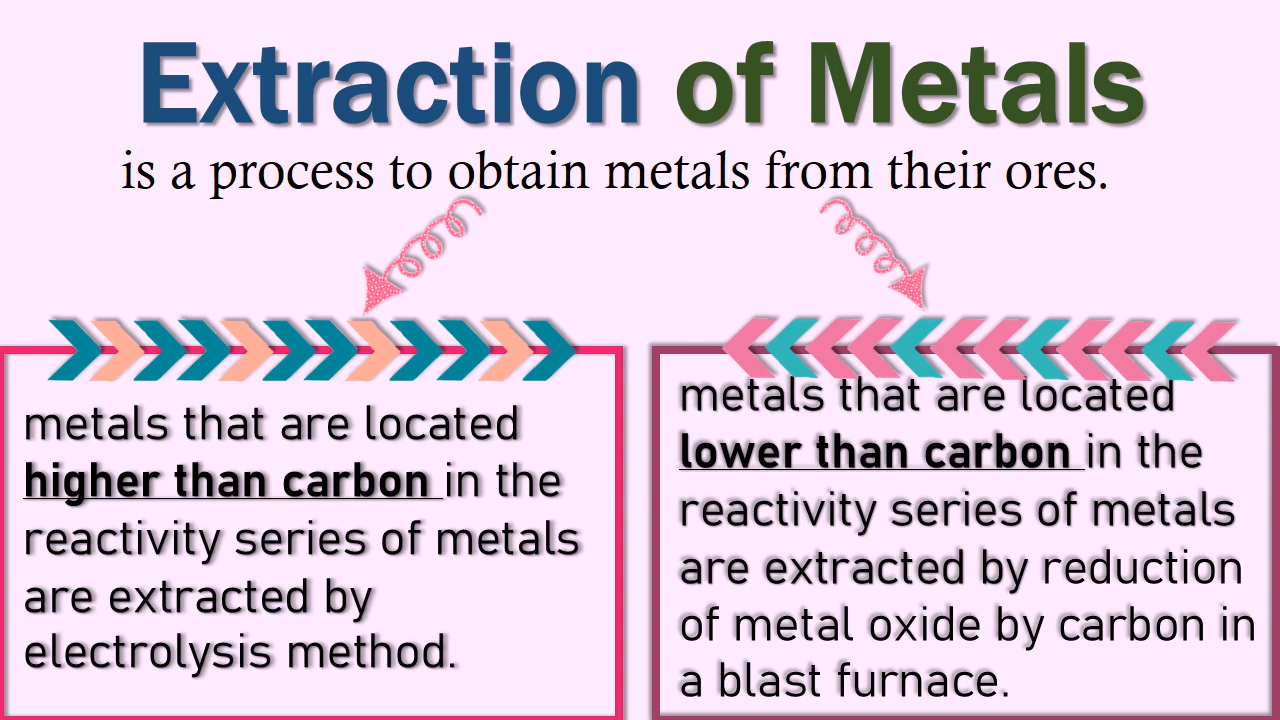 Extraction of Metals
is a process to obtain metals from their ores.
metals that are located
higher than carbon in the
reactivity series of metals
are extracted by
electrolysis method.
metals that are located
lower than carbon in the
reactivity series of metals
are extracted by reduction
of metal oxide by carbon in
a blast furnace.